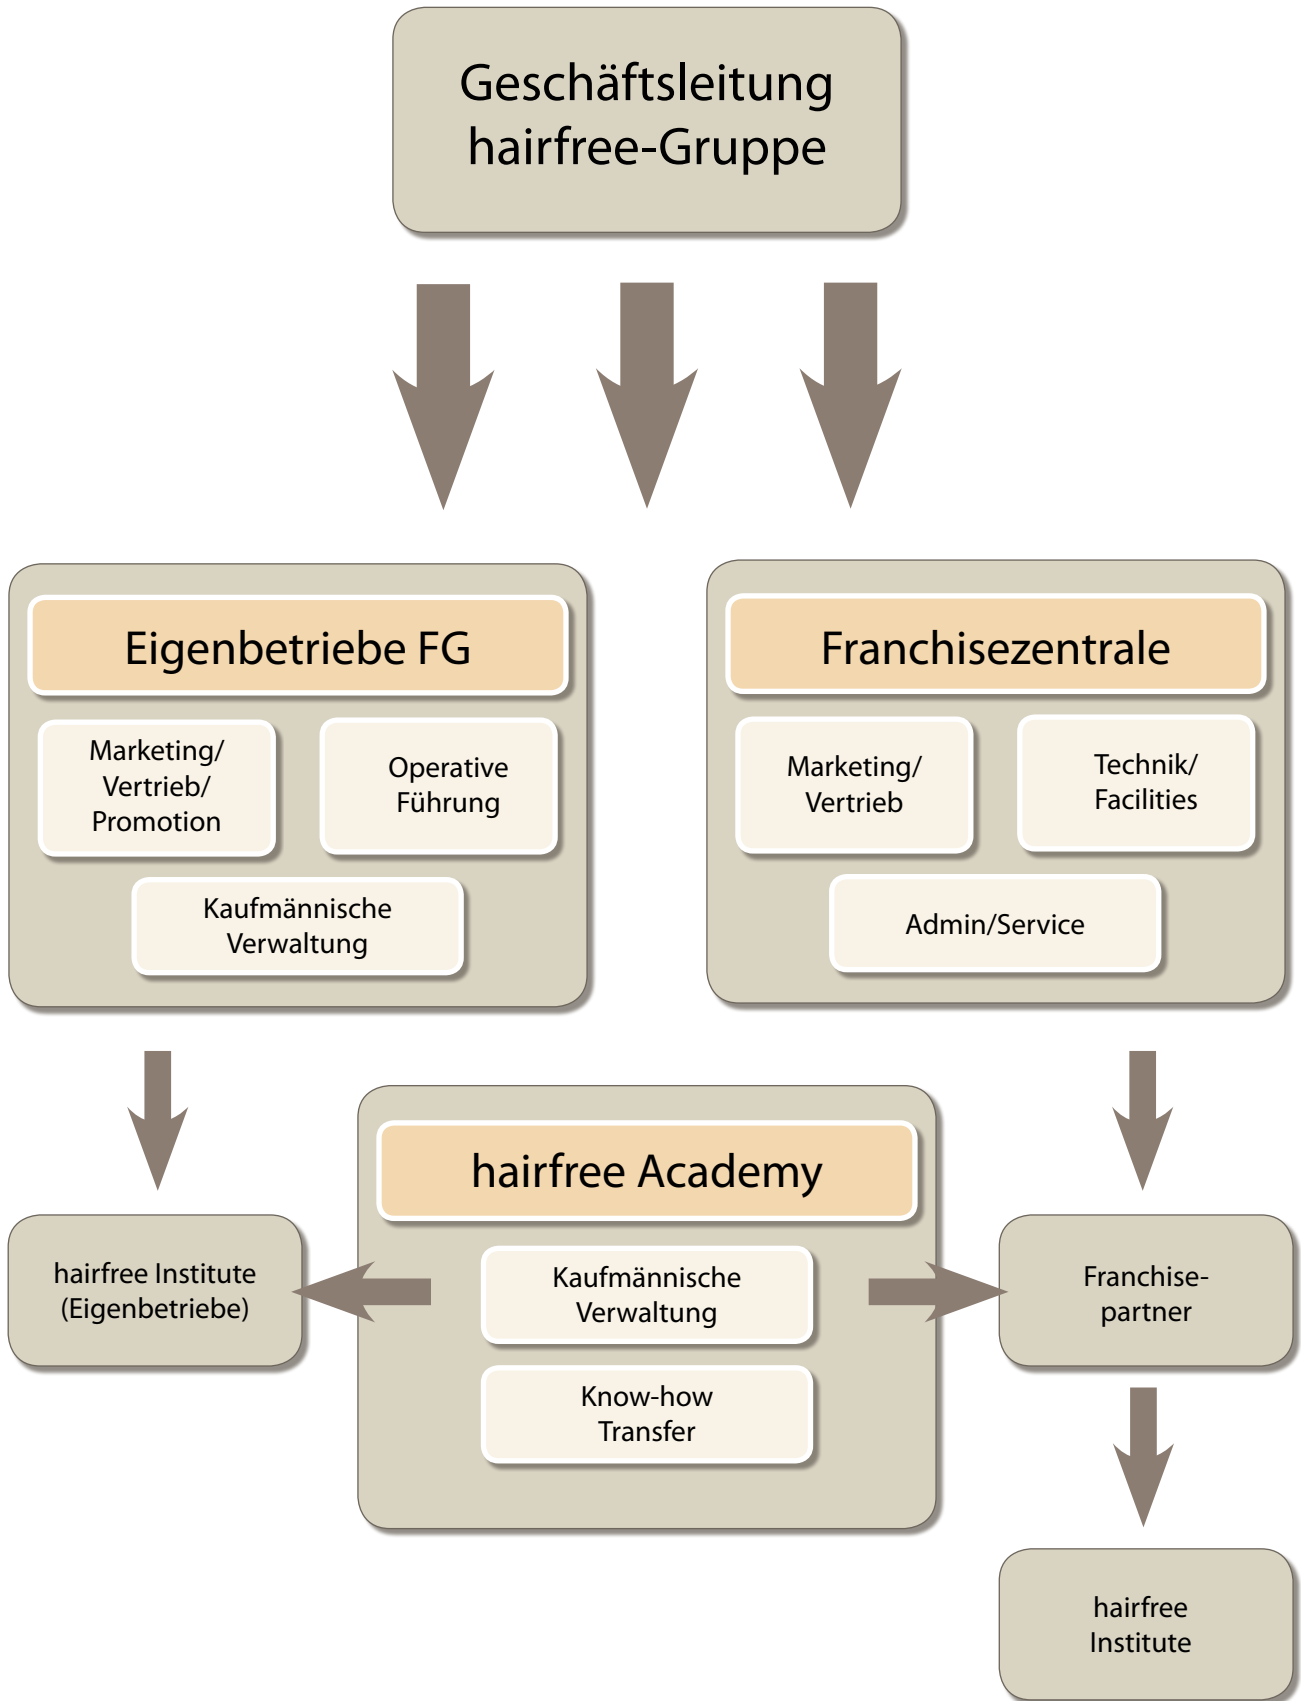 Geschäftsleitung
hairfree-Gruppe
Eigenbetriebe FG
Marketing/
Vertrieb/
Promotion
Operative
Führung
Kaufmännische
Verwaltung
Franchisezentrale
Marketing/
Vertrieb
Technik/
Facilities
Admin/Service
hairfree Academy
Kaufmännische
Verwaltung
Know-how
Transfer
hairfree Institute
(Eigenbetriebe)
Franchise-
partner
hairfree
Institute